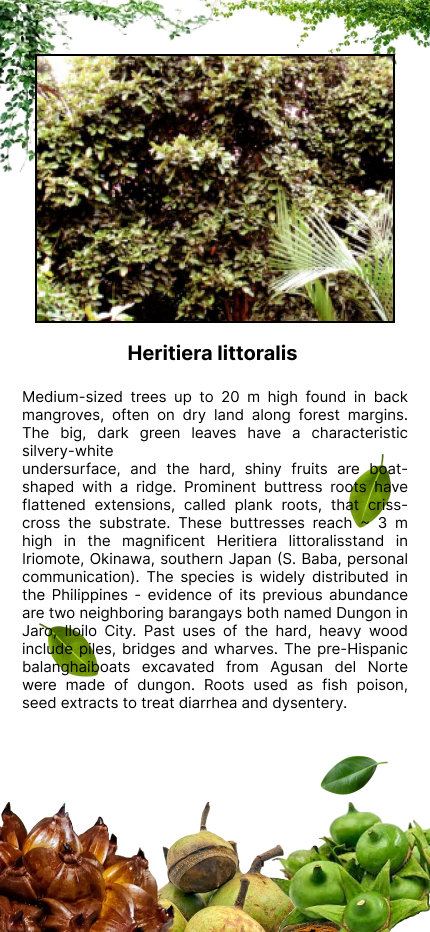 Heritiera littoralis
Medium-sized trees up to 20 m high found in back
mangroves, often on dry land along forest margins.
The big, dark green leaves have a characteristic
silvery-white
undersurface, and the hard, shiny fruits are boat-
shaped with a ridge. Prominent buttress roots have
flattened extensions, called plank roots, that criss-
cross the substrate. These buttresses reach ~ 3 m
high in the magnificent Heritiera littoralisstand in
Iriomote, Okinawa, southern Japan (S. Baba, personal
communication). The species is widely distributed in
the Philippines - evidence of its previous abundance
are two neighboring barangays both named Dungon in
Jaro, Iloilo City. Past uses of the hard, heavy wood
include piles, bridges and wharves. The pre-Hispanic
balanghaiboats excavated from Agusan del Norte
were made of dungon. Roots used as fish poison,
seed extracts to treat diarrhea and dysentery.